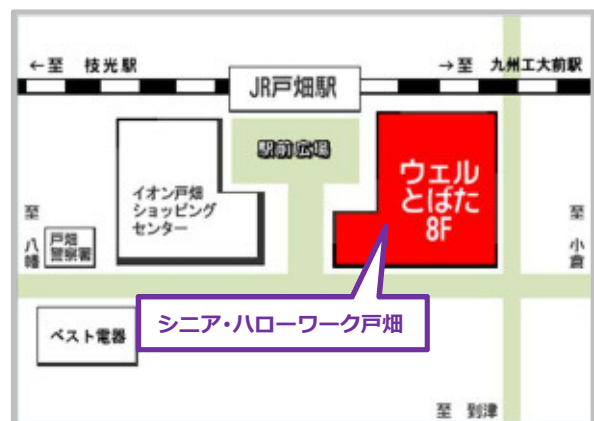 ←至 枝光駅
→至 九州工大前駅
JR戸畑駅
駅前広場
ウェル
とばた
8F
イオン戸畑
ショッピング
センター
至
八
幡
戸畑
警察署
至
小
倉
シニア・ハローワーク戸畑
ベスト電器
至 到津